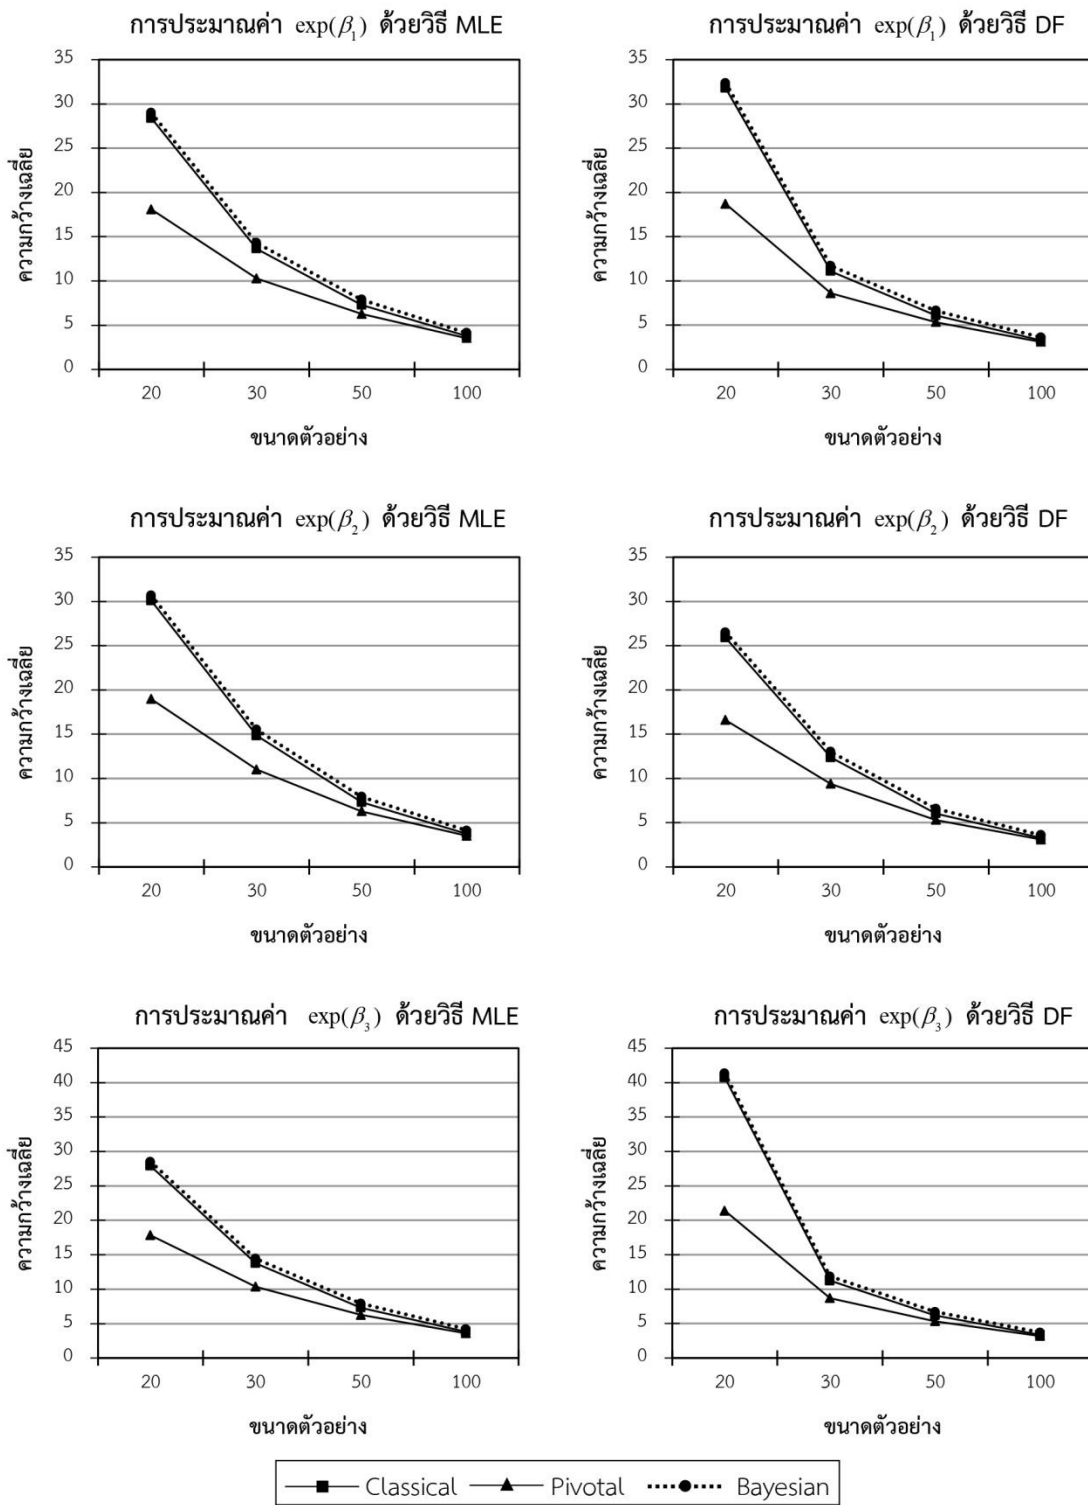 การประมาณค่า exp(β₁) ด้วยวิธี MLE
35
30
25
20
15
10
5
0
ความกว้างเฉลี่ย
20 30 50 100
ขนาดตัวอย่าง
การประมาณค่า exp(β₁) ด้วยวิธี DF
35
30
25
20
15
10
5
0
ความกว้างเฉลี่ย
20 30 50 100
ขนาดตัวอย่าง
การประมาณค่า exp(β₂) ด้วยวิธี MLE
35
30
25
20
15
10
5
0
ความกว้างเฉลี่ย
20 30 50 100
ขนาดตัวอย่าง
การประมาณค่า exp(β₂) ด้วยวิธี DF
35
30
25
20
15
10
5
0
ความกว้างเฉลี่ย
20 30 50 100
ขนาดตัวอย่าง
การประมาณค่า exp(β₃) ด้วยวิธี MLE
45
40
35
30
25
20
15
10
5
0
ความกว้างเฉลี่ย
20 30 50 100
ขนาดตัวอย่าง
การประมาณค่า exp(β₃) ด้วยวิธี DF
45
40
35
30
25
20
15
10
5
0
ความกว้างเฉลี่ย
20 30 50 100
ขนาดตัวอย่าง
Classical Pivotal Bayesian